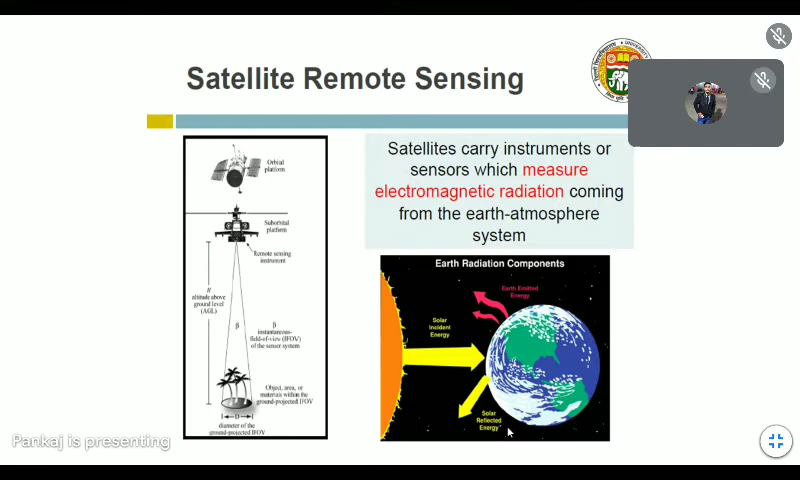 Satellite Remote Sensing
Orbital
platform
Suborbital
platform
Remote sensing
instrument
H
altitude above
ground level
(AGL)
β
β
instantaneous-
field-of-view (IFOV)
of the sensor system
Object, area, or
materials within the
ground-projected IFOV
D
diameter of the
ground-projected IFOV
Satellites carry instruments or
sensors which measure
electromagnetic radiation coming
from the earth-atmosphere
system
Earth Radiation Components
Earth Emitted
Energy
Solar
Incident
Energy
Solar
Reflected
Energy
Pankaj is presenting